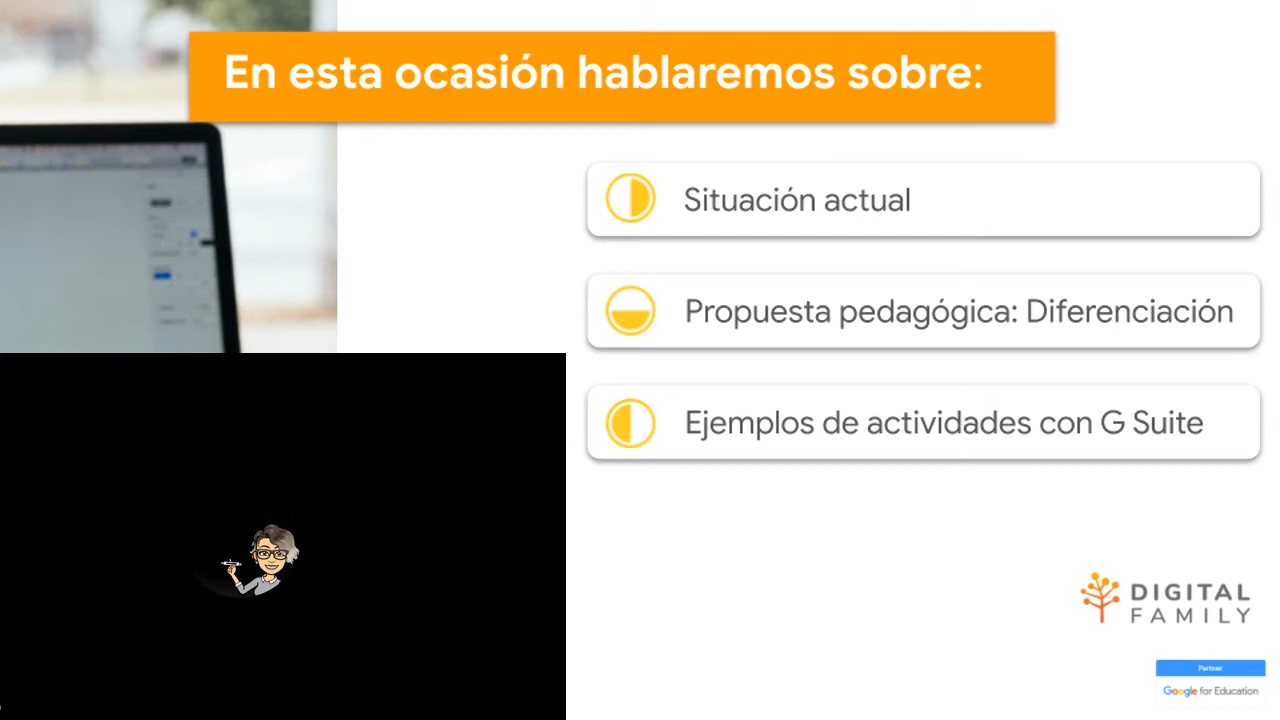 En esta ocasión hablaremos sobre:
Situación actual
Propuesta pedagógica: Diferenciación
Ejemplos de actividades con G Suite
DIGITAL
FAMILY
Partner
Google for Education